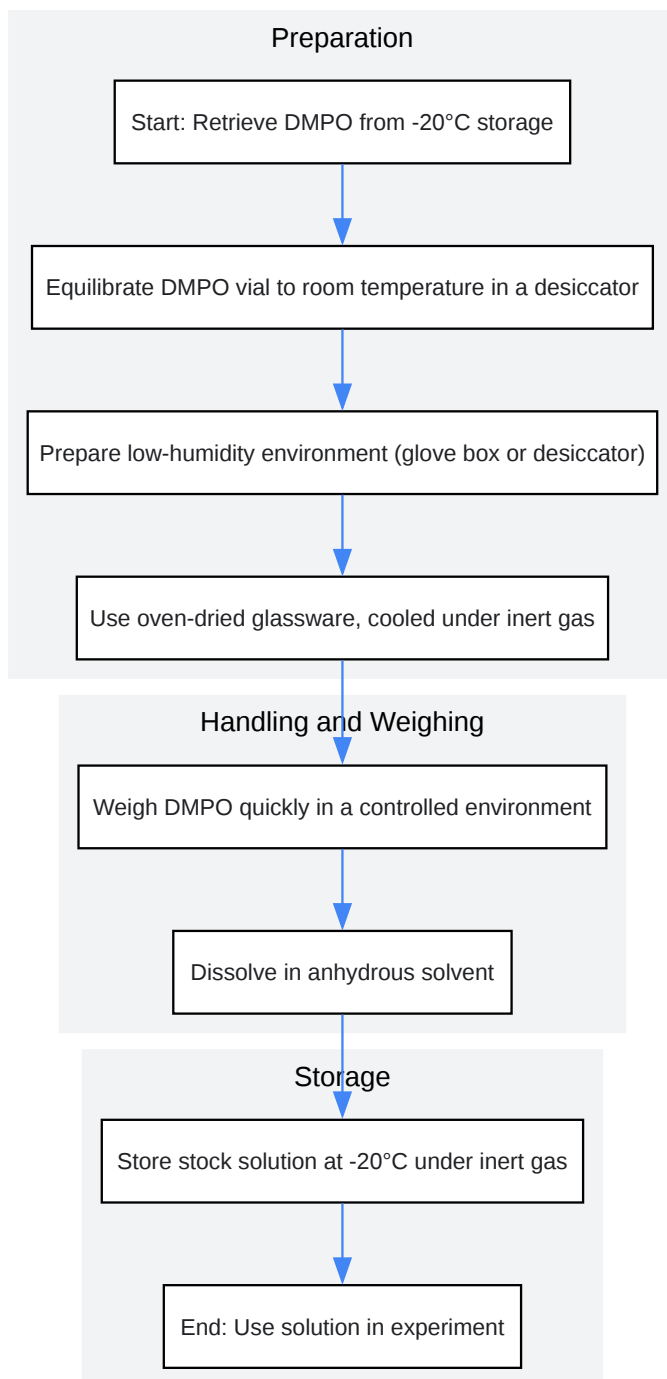 Preparation
Start: Retrieve DMPO from -20°C storage
Equilibrate DMPO vial to room temperature in a desiccator
Prepare low-humidity environment (glove box or desiccator)
Use oven-dried glassware, cooled under inert gas
Handling and Weighing
Weigh DMPO quickly in a controlled environment
Dissolve in anhydrous solvent
Storage
Store stock solution at -20°C under inert gas
End: Use solution in experiment